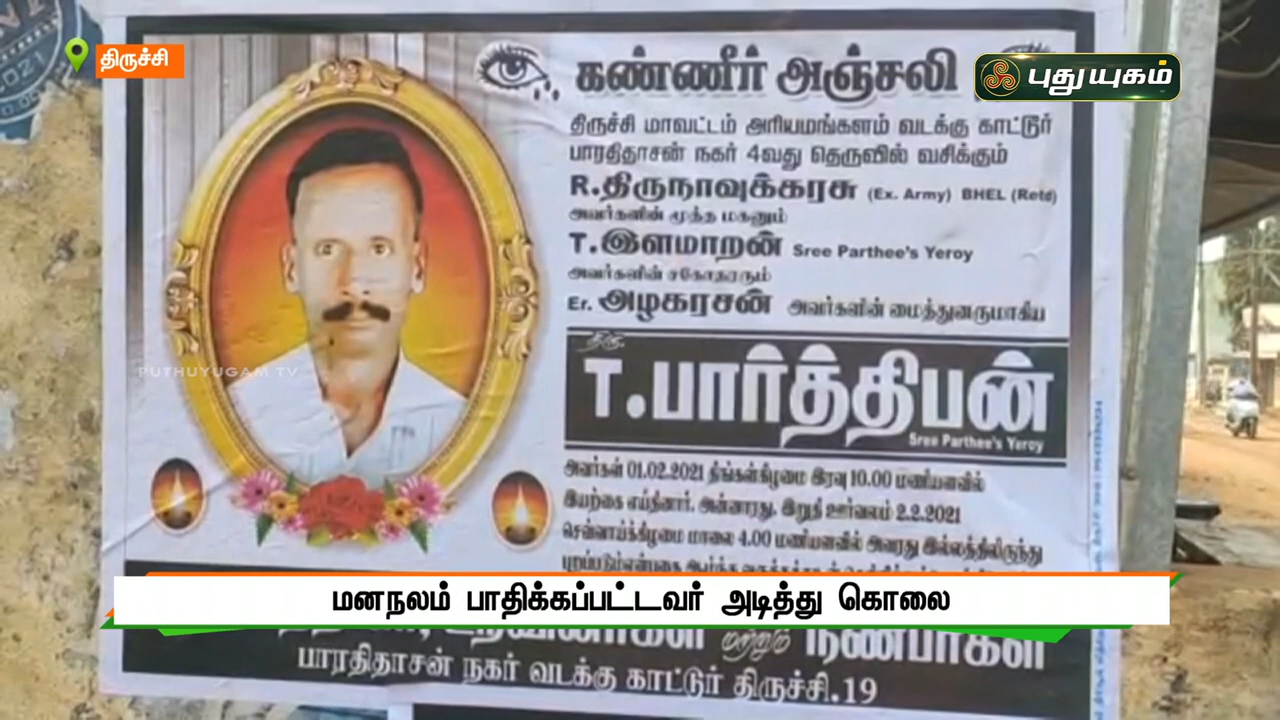 திருச்சி
புதுயுகம்
2021
கண்ணீர் அஞ்சலி
திருச்சி மாவட்டம் அரியமங்களம் வடக்கு காட்டூர்
பாரதிதாசன் நகர் 4வது தெருவில் வசிக்கும்
R.திருநாவுக்கரசு (Ex. Army) BHEL (Retd)
அவர்களின் மூத்த மகனும்
T.இளமாறன் Sree Parthee's Yeroy
அவர்களின் சகோதரரும்
Er. அழகரசன் அவர்களின் மைத்துனருமாகிய
திரு.
T.பார்த்திபன்
Sree Parthee's Yeroy
அவர்கள் 01.02.2021 திங்கள்கிழமை இரவு 10.00 மணியளவில்
இயற்கை எய்தினார். அன்னாரது. இறுதி ஊர்வலம் 2.2.2021
செவ்வாய்க்கிழமை மாலை 4.00 மணியளவில் அவரது இல்லத்திலிருந்து
PUTHUYUGAM TV
மனநலம் பாதிக்கப்பட்டவர் அடித்து கொலை
உறவினர்கள் மற்றும் நண்பர்கள்
பாரதிதாசன் நகர் வடக்கு காட்டூர் திருச்சி.19